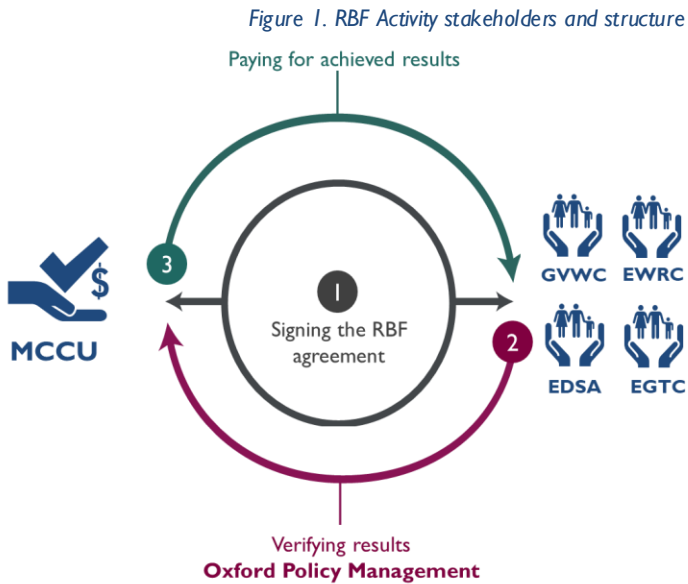 Figure 1. RBF Activity stakeholders and structure
Paying for achieved results
3
$
MCCU
1
Signing the RBF
agreement
GVWC EWRC
2
EDSA EGTC
Verifying results
Oxford Policy Management